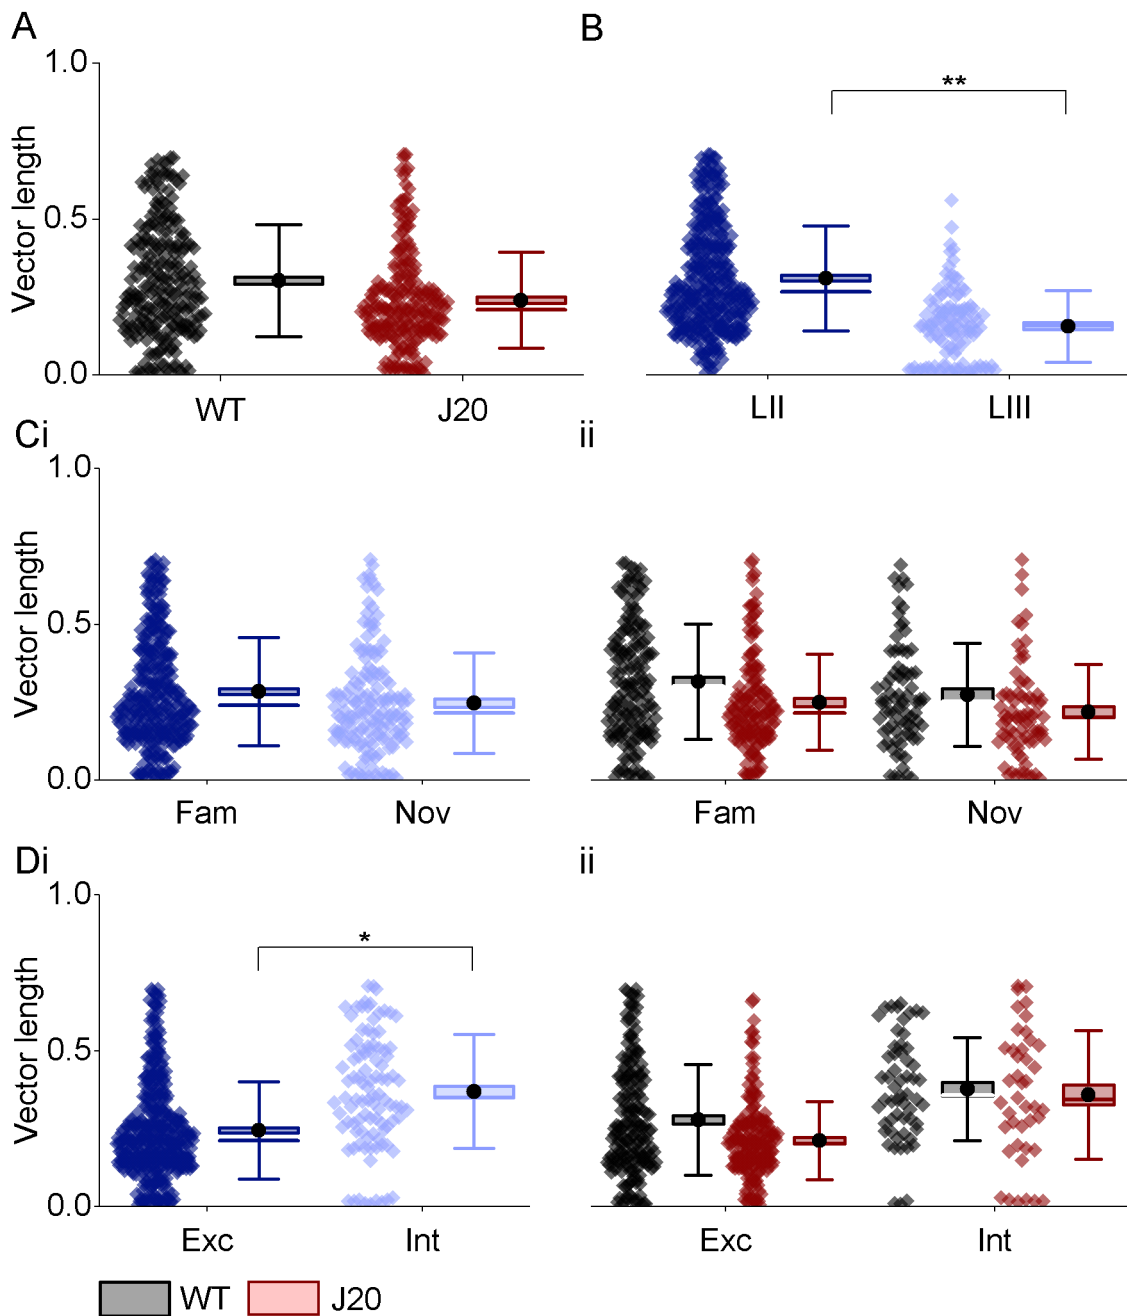 A
B
1.0
**
Vector length
0.5
0.0
WT
J20
LII
LIII
Ci
ii
1.0
Vector length
0.5
0.0
Fam
Nov
Fam
Nov
Di
ii
1.0
*
Vector length
0.5
0.0
Exc
Int
Exc
Int
WT
J20